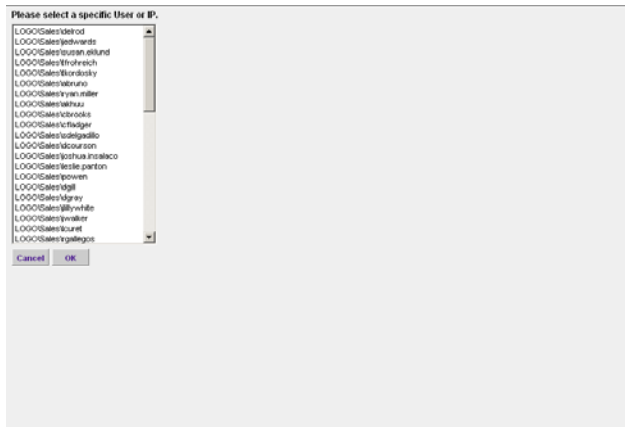 Please select a specific User or IP.
LOGO\Sales\delrod
LOGO\Sales\jedwards
LOGO\Sales\susan.eklund
LOGO\Sales\tfrohreich
LOGO\Sales\tkordosky
LOGO\Sales\abruno
LOGO\Sales\ryan.miller
LOGO\Sales\akhuu
LOGO\Sales\cbrooks
LOGO\Sales\cfladger
LOGO\Sales\sdelgadillo
LOGO\Sales\dcourson
LOGO\Sales\joshua.insalaco
LOGO\Sales\leslie.panton
LOGO\Sales\powen
LOGO\Sales\dgill
LOGO\Sales\dgrey
LOGO\Sales\jlillywhite
LOGO\Sales\jwalker
LOGO\Sales\lcuret
LOGO\Sales\rgallegos
Cancel OK